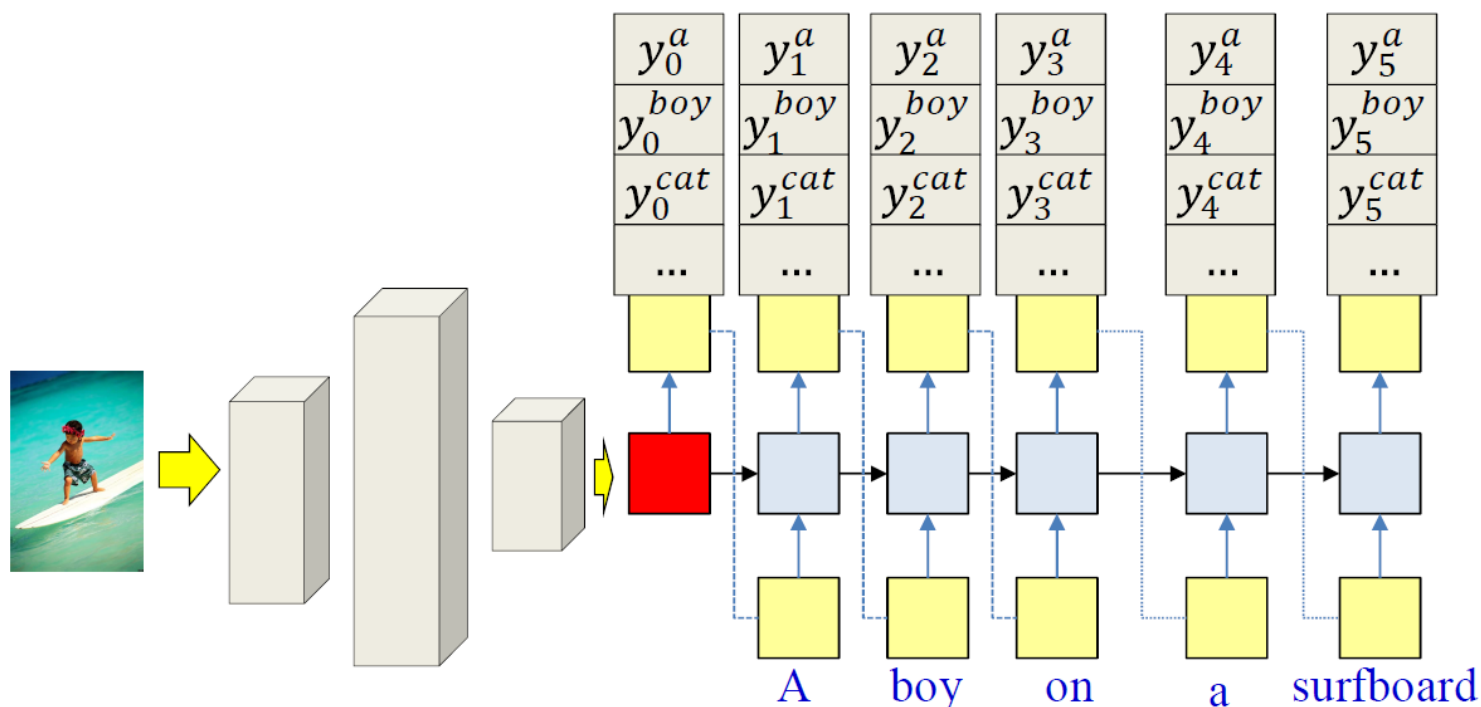 y_0^a y_1^a y_2^a y_3^a y_4^a y_5^a
y_0^{boy} y_1^{boy} y_2^{boy} y_3^{boy} y_4^{boy} y_5^{boy}
y_0^{cat} y_1^{cat} y_2^{cat} y_3^{cat} y_4^{cat} y_5^{cat}
... ... ... ... ... ...
A boy on a surfboard